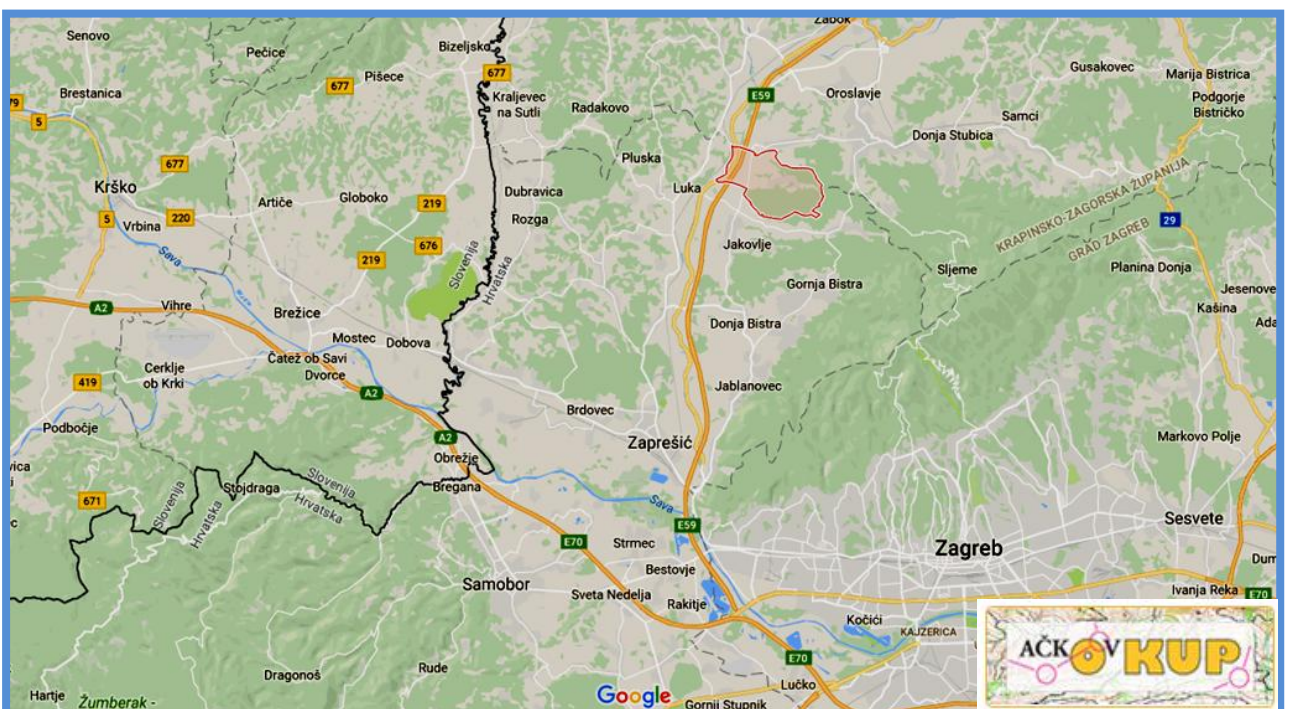 Zabok
Senovo
Pečice
Bizeljsko
Gusakovec
Marija Bistrica
677
Pišece
677
E59
Oroslavje
Podgorje
Bistričko
Brestanica
Kraljevec
na Sutli
Radakovo
Samci
79
5
Donja Stubica
677
Pluska
Krško
Luka
Dubravica
Artiče
Globoko
219
5
220
Vrbina
Rozga
KRAPINSKO-ZAGORSKA ŽUPANIJA
GRAD ZAGREB
29
676
Sava
219
Slovenija
Hrvatska
Jakovlje
Sljeme
Planina Donja
Gornja Bistra
Jesenove
A2
Vihre
Brežice
Kašina
Donja Bistra
Ada
Mostec
Dobova
Cerklje
ob Krki
Čatež ob Savi
Dvorce
419
A2
Jablanovec
Brdovec
Podbočje
A2
Zaprešić
Markovo Polje
Obrežje
vica
Stojdraga
Slovenija
Hrvatska
Bregana
671
Slovenija
Hrvatska
Sava
Sesvete
E59
E70
Strmec
Zagreb
Dum
Samobor
Bestovje
Sveta Nedelja
Rakitje
Ivanja Reka
E70
Kočići
KAJZERICA
AČKOV KUP
E70
Rude
Dragonoš
Lučko
Hartje
Žumberak -
Google
Gornji Stupnik